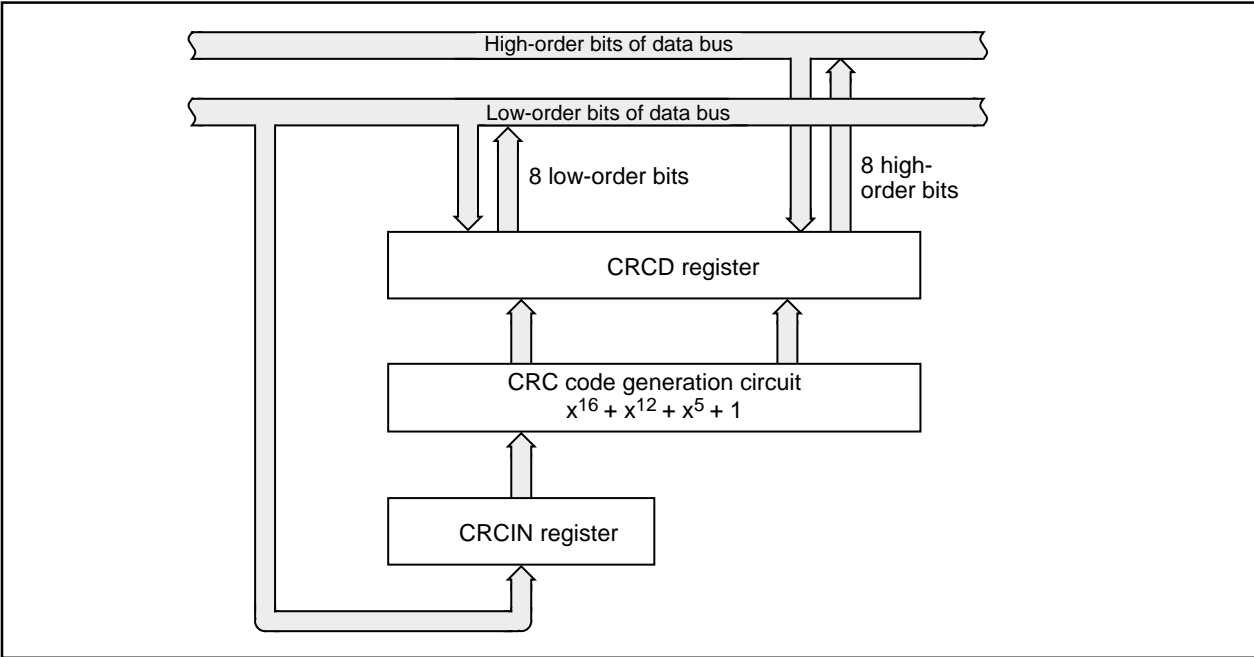 High-order bits of data bus
Low-order bits of data bus
8 low-order bits
8 high-
order bits
CRCD register
CRC code generation circuit
x¹⁶ + x¹² + x⁵ + 1
CRCIN register